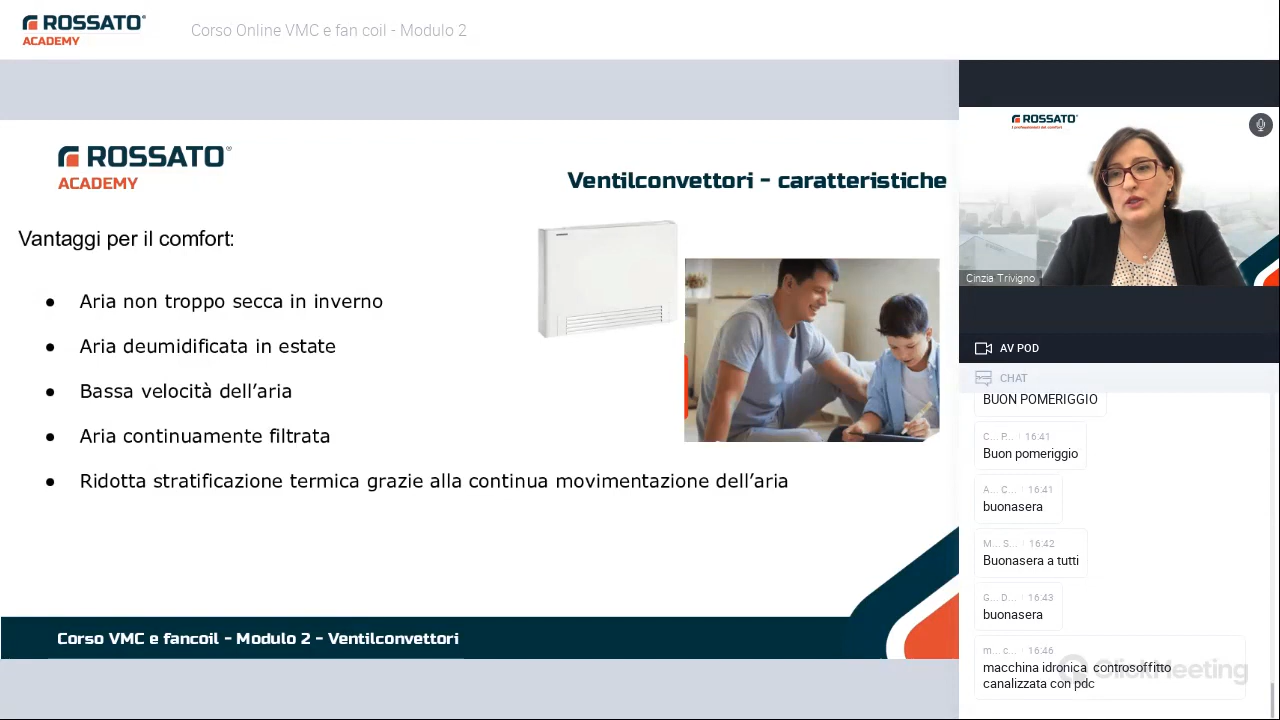 ROSSATO®
ACADEMY
Corso Online VMC e fan coil - Modulo 2
ROSSATO®
ACADEMY
Ventilconvettori - caratteristiche
Vantaggi per il comfort:
● Aria non troppo secca in inverno
● Aria deumidificata in estate
● Bassa velocità dell'aria
● Aria continuamente filtrata
● Ridotta stratificazione termica grazie alla continua movimentazione dell'aria
Corso VMC e fancoil - Modulo 2 - Ventilconvettori
ROSSATO®
I professionisti del comfort
Cinzia Trivigno
AV POD
CHAT
BUON POMERIGGIO
C... P... 16:41
Buon pomeriggio
A... C... 16:41
buonasera
M... S... 16:42
Buonasera a tutti
G... D... 16:43
buonasera
m... c... 16:46
macchina idronica controsoffitto
canalizzata con pdc
ClickMeeting